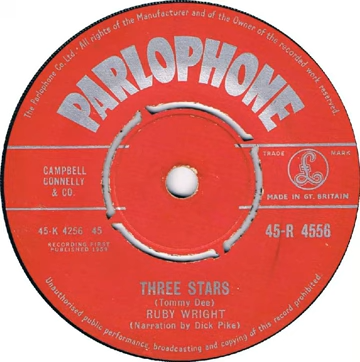 The Parlophone Co. Ltd. All rights of the Manufacturer and of the Owner of the recorded work reserved.
PARLOPHONE
CAMPBELL
CONNELLY
& CO.
TRADE MARK
£
MADE IN GT. BRITAIN
45-K 4256 45
45-R 4556
RECORDING FIRST
PUBLISHED 1959
THREE STARS
(Tommy Dee)
RUBY WRIGHT
(Narration by Dick Pike)
Unauthorised public performance, broadcasting and copying of this record prohibited.